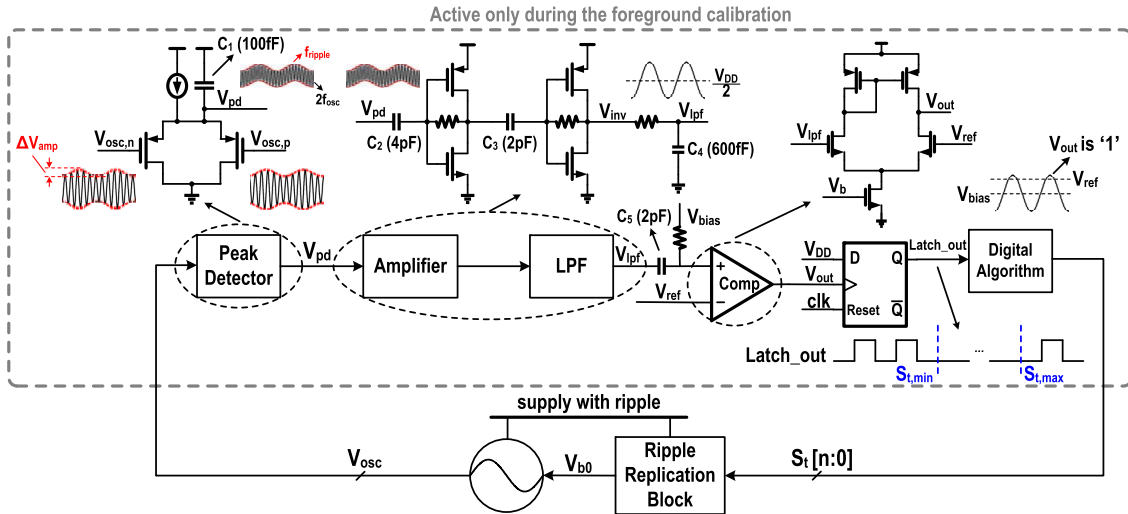 Active only during the foreground calibration
C1 (100fF)
fripple
2fosc
Vpd
Vosc,n
Vosc,p
ΔVamp
Vpd
C2 (4pF)
C3 (2pF)
Vinv
Vlpf
C4 (600fF)
VDD
2
Vlpf
Vout
Vref
Vb
Vout is '1'
Vref
Vbias
Peak
Detector
Vpd
Amplifier
LPF
Vlpf
C5 (2pF)
Vbias
Vref
+
Comp
−
VDD
Vout
clk
D
Q
Reset
Q
Latch_out
Digital
Algorithm
Latch_out
...
St,min
St,max
supply with ripple
Vosc
Vb0
Ripple
Replication
Block
St [n:0]